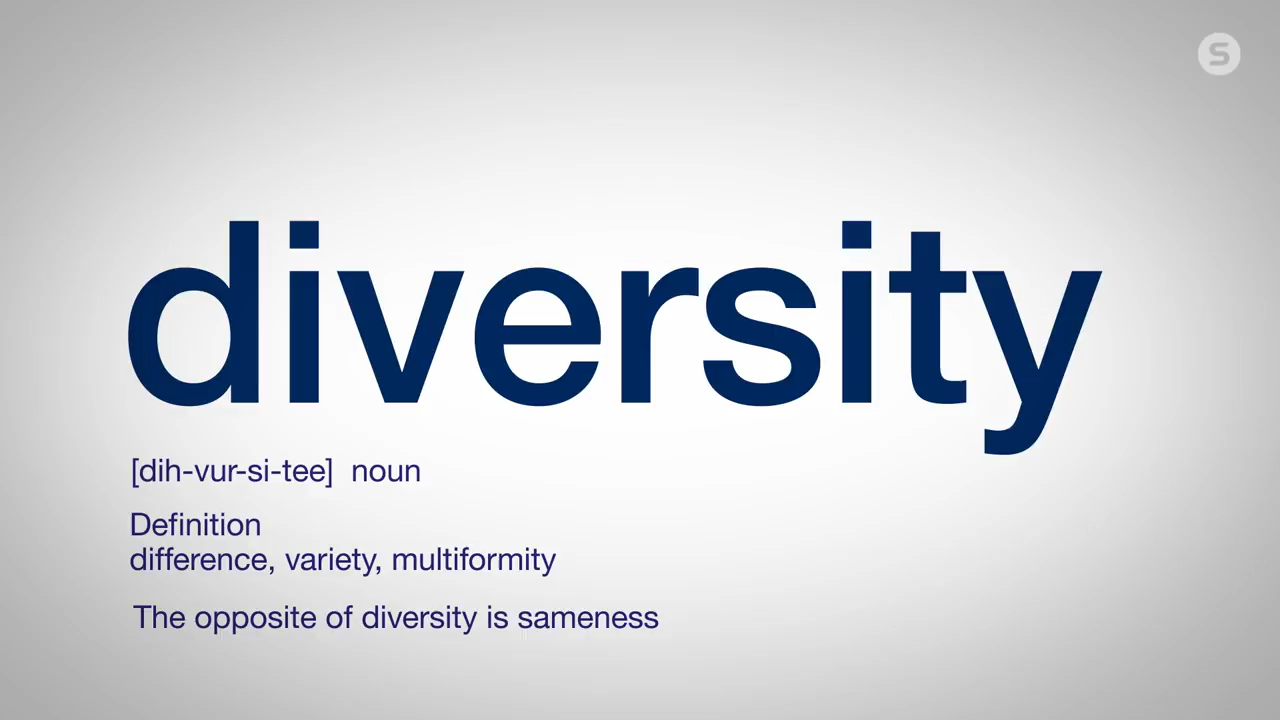 S
diversity
[dih-vur-si-tee] noun
Definition
difference, variety, multiformity
The opposite of diversity is sameness